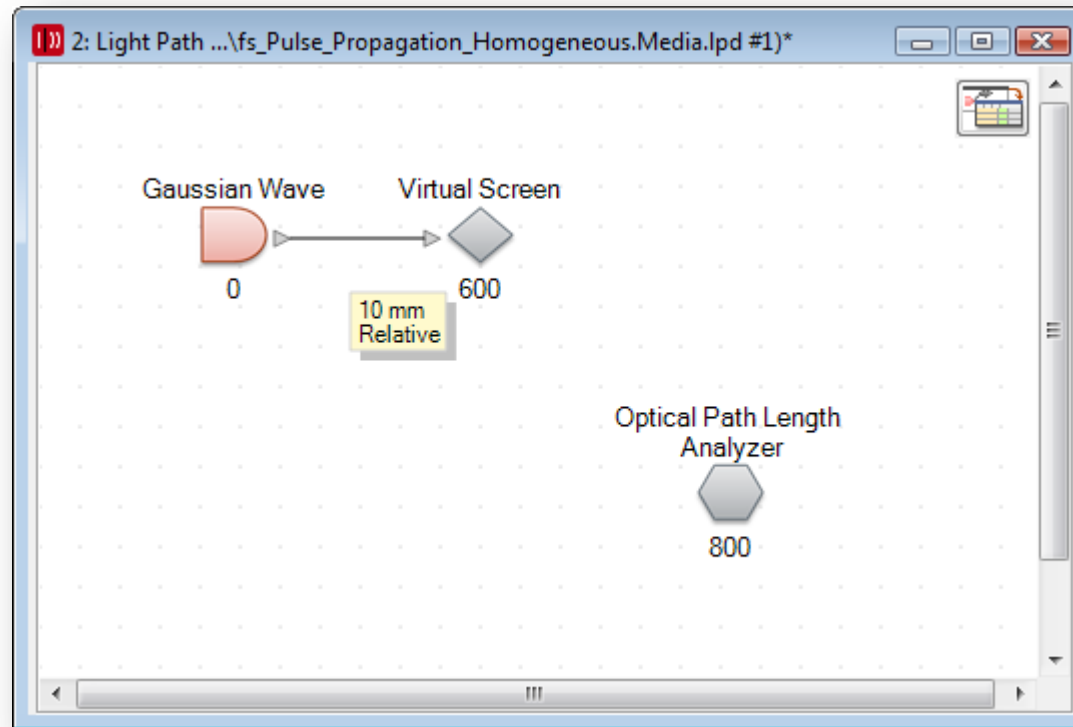 2: Light Path ...\fs_Pulse_Propagation_Homogeneous.Media.lpd #1)*
Gaussian Wave
Virtual Screen
0
600
10 mm
Relative
Optical Path Length
Analyzer
800